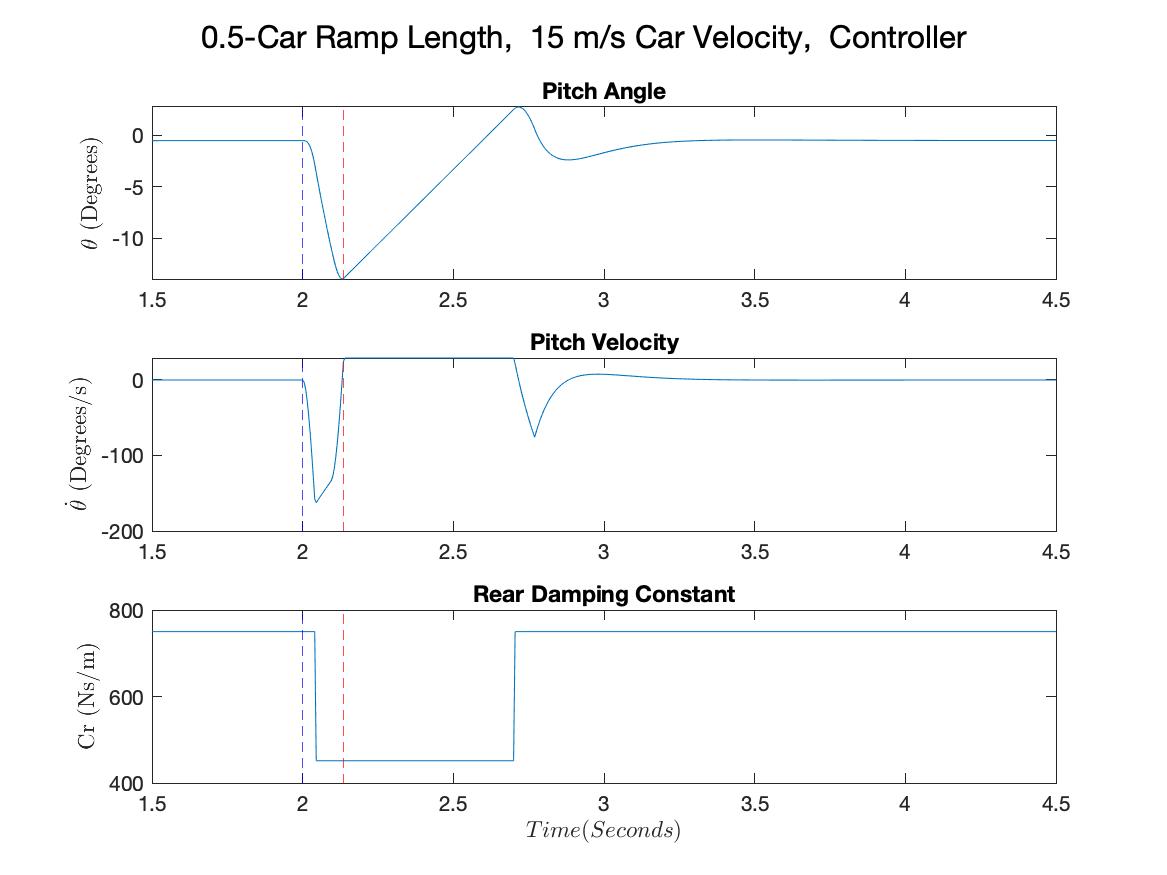 0.5-Car Ramp Length,  15 m/s Car Velocity,  Controller
Pitch Angle
θ (Degrees)
0
-5
-10
1.5 2 2.5 3 3.5 4 4.5
Pitch Velocity
θ̇ (Degrees/s)
0
-100
-200
1.5 2 2.5 3 3.5 4 4.5
Rear Damping Constant
Cr (Ns/m)
800
600
400
1.5 2 2.5 3 3.5 4 4.5
Time(Seconds)